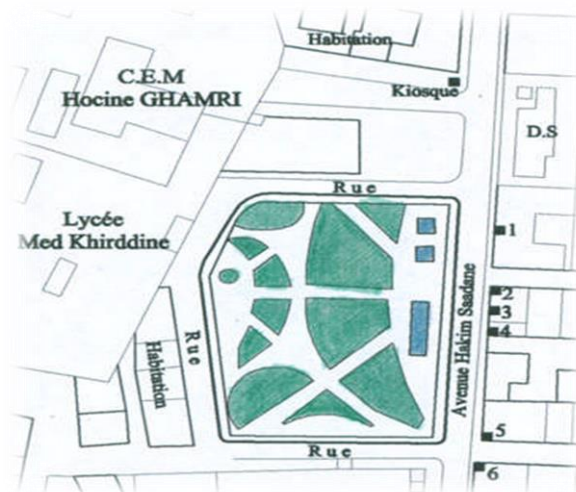 Habitation
C.E.M
Hocine GHAMRI
Kiosque
D.S
Rue
Lycée
Med Khirddine
1
2
3
4
Avenue Hakim Saadane
Rue
Habitation
5
Rue
6